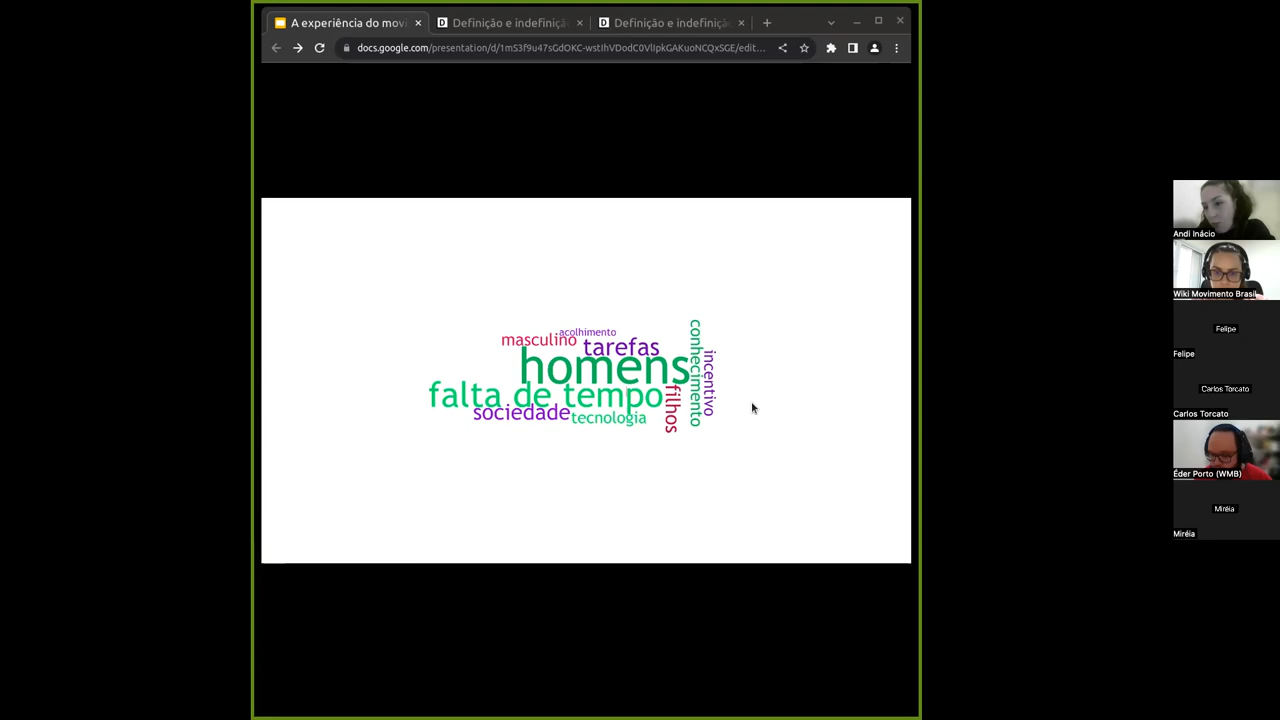 A experiência do movi
Definição e indefiniçã
Definição e indefiniçã
docs.google.com/presentation/d/1mS3f9u47sGdOKC-wstIhVDodC0VlIpkGAKuoNCQxSGE/edit...
acolhimento
masculino
tarefas
homens
falta de tempo
sociedade
tecnologia
filhos
conhecimento
incentivo
Andi Inácio
Wiki Movimento Brasil
Felipe
Felipe
Carlos Torcato
Carlos Torcato
Éder Porto (WMB)
Miréia
Miréia